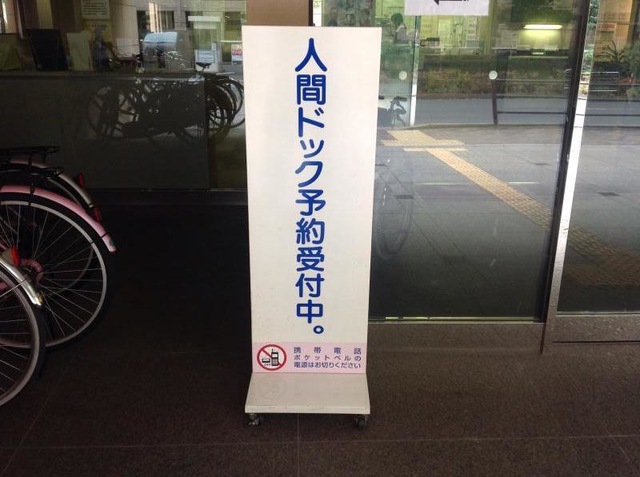 人間ドック予約受付中。
携帯電話
ポケットベルの
電源はお切りください